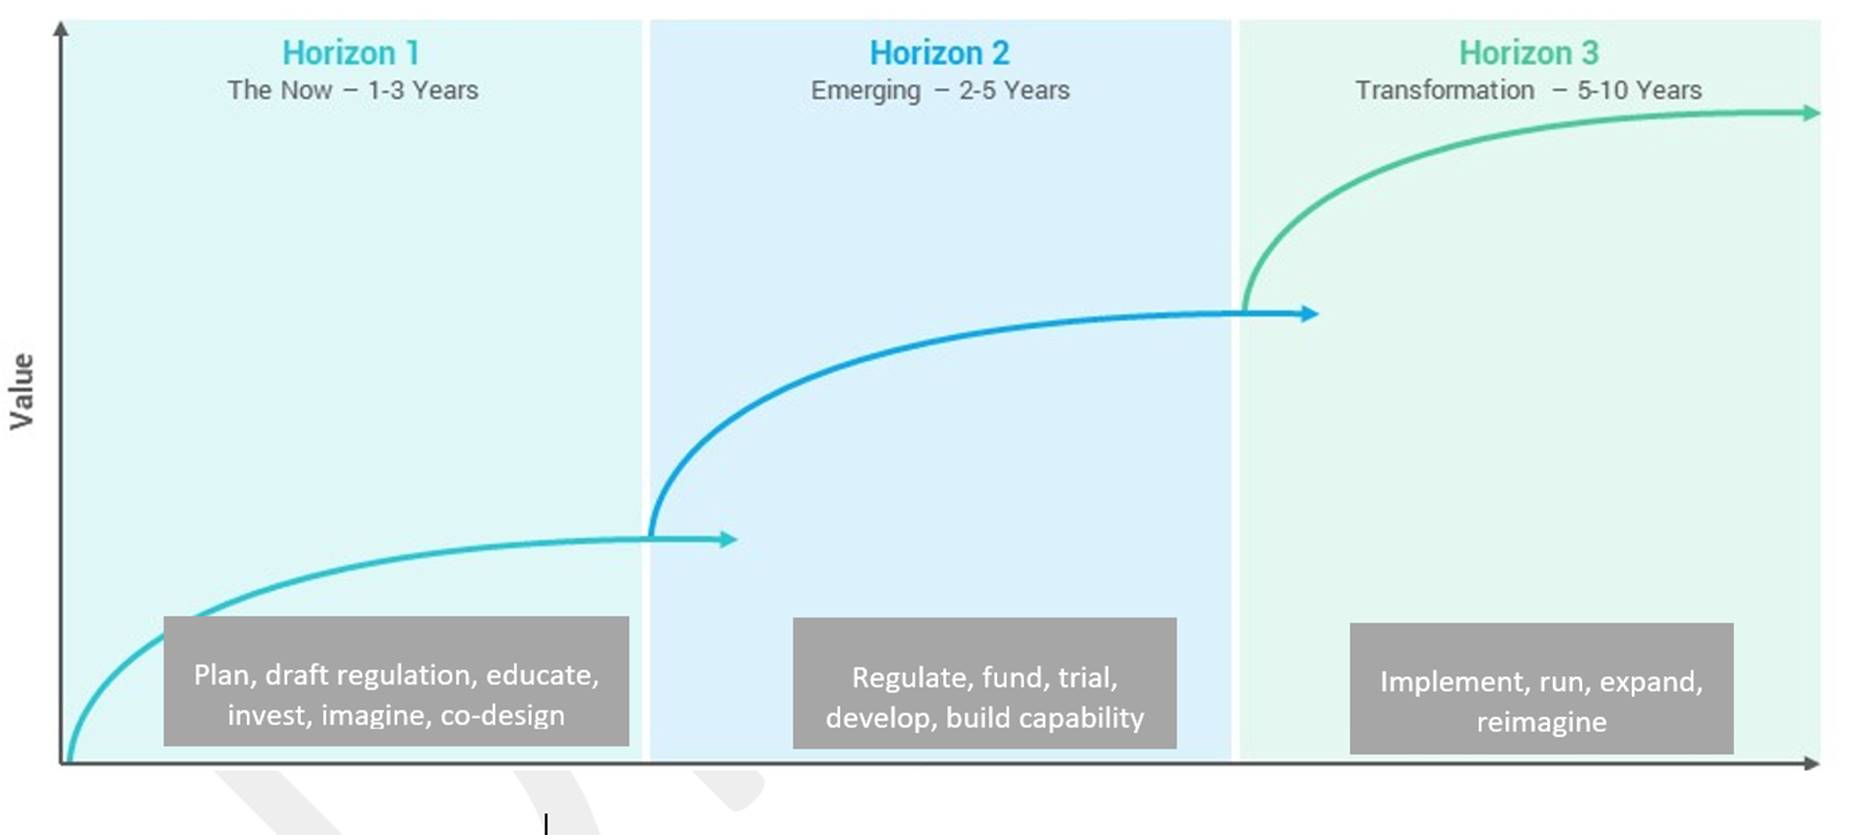 Horizon 1
The Now – 1-3 Years
Horizon 2
Emerging – 2-5 Years
Horizon 3
Transformation – 5-10 Years
Value
Plan, draft regulation, educate,
invest, imagine, co-design
Regulate, fund, trial,
develop, build capability
Implement, run, expand,
reimagine